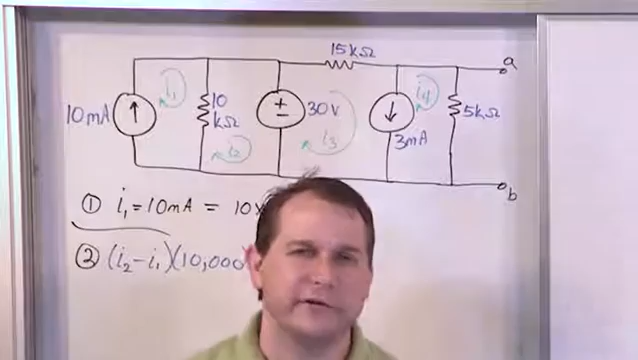 15kΩ
a
i₁
i₄
10mA
10
kΩ
+
−
30v
5kΩ
i₂
i₃
3mA
b
① i₁ = 10mA = 10
② (i₂ − i₁)(10,000